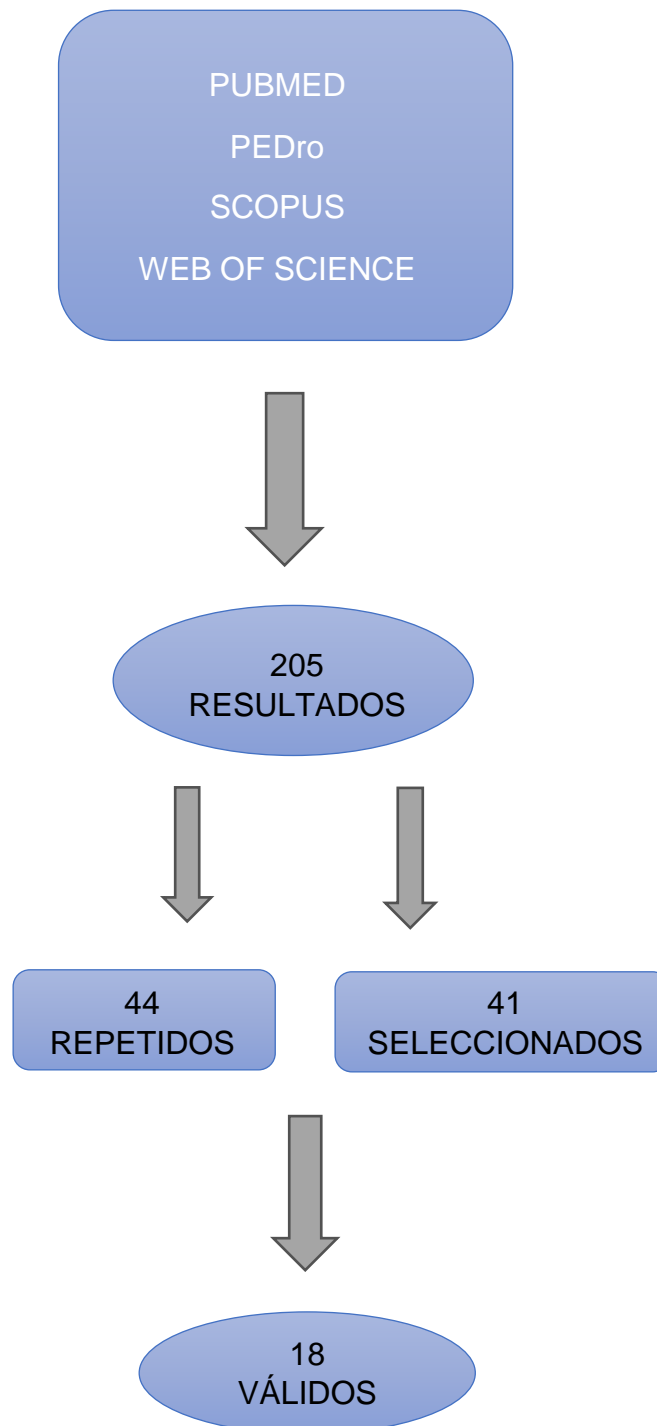 PUBMED
PEDro
SCOPUS
WEB OF SCIENCE
205
RESULTADOS
44
REPETIDOS
41
SELECCIONADOS
18
VÁLIDOS